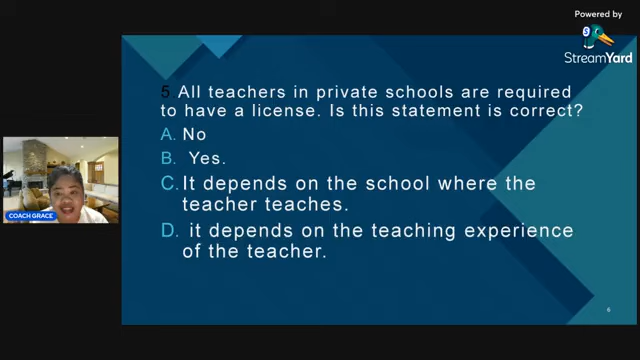 Powered by
StreamYard
5. All teachers in private schools are required
to have a license. Is this statement is correct?
A. No
B. Yes.
C. It depends on the school where the
teacher teaches.
D. it depends on the teaching experience
of the teacher.
COACH GRACE
6